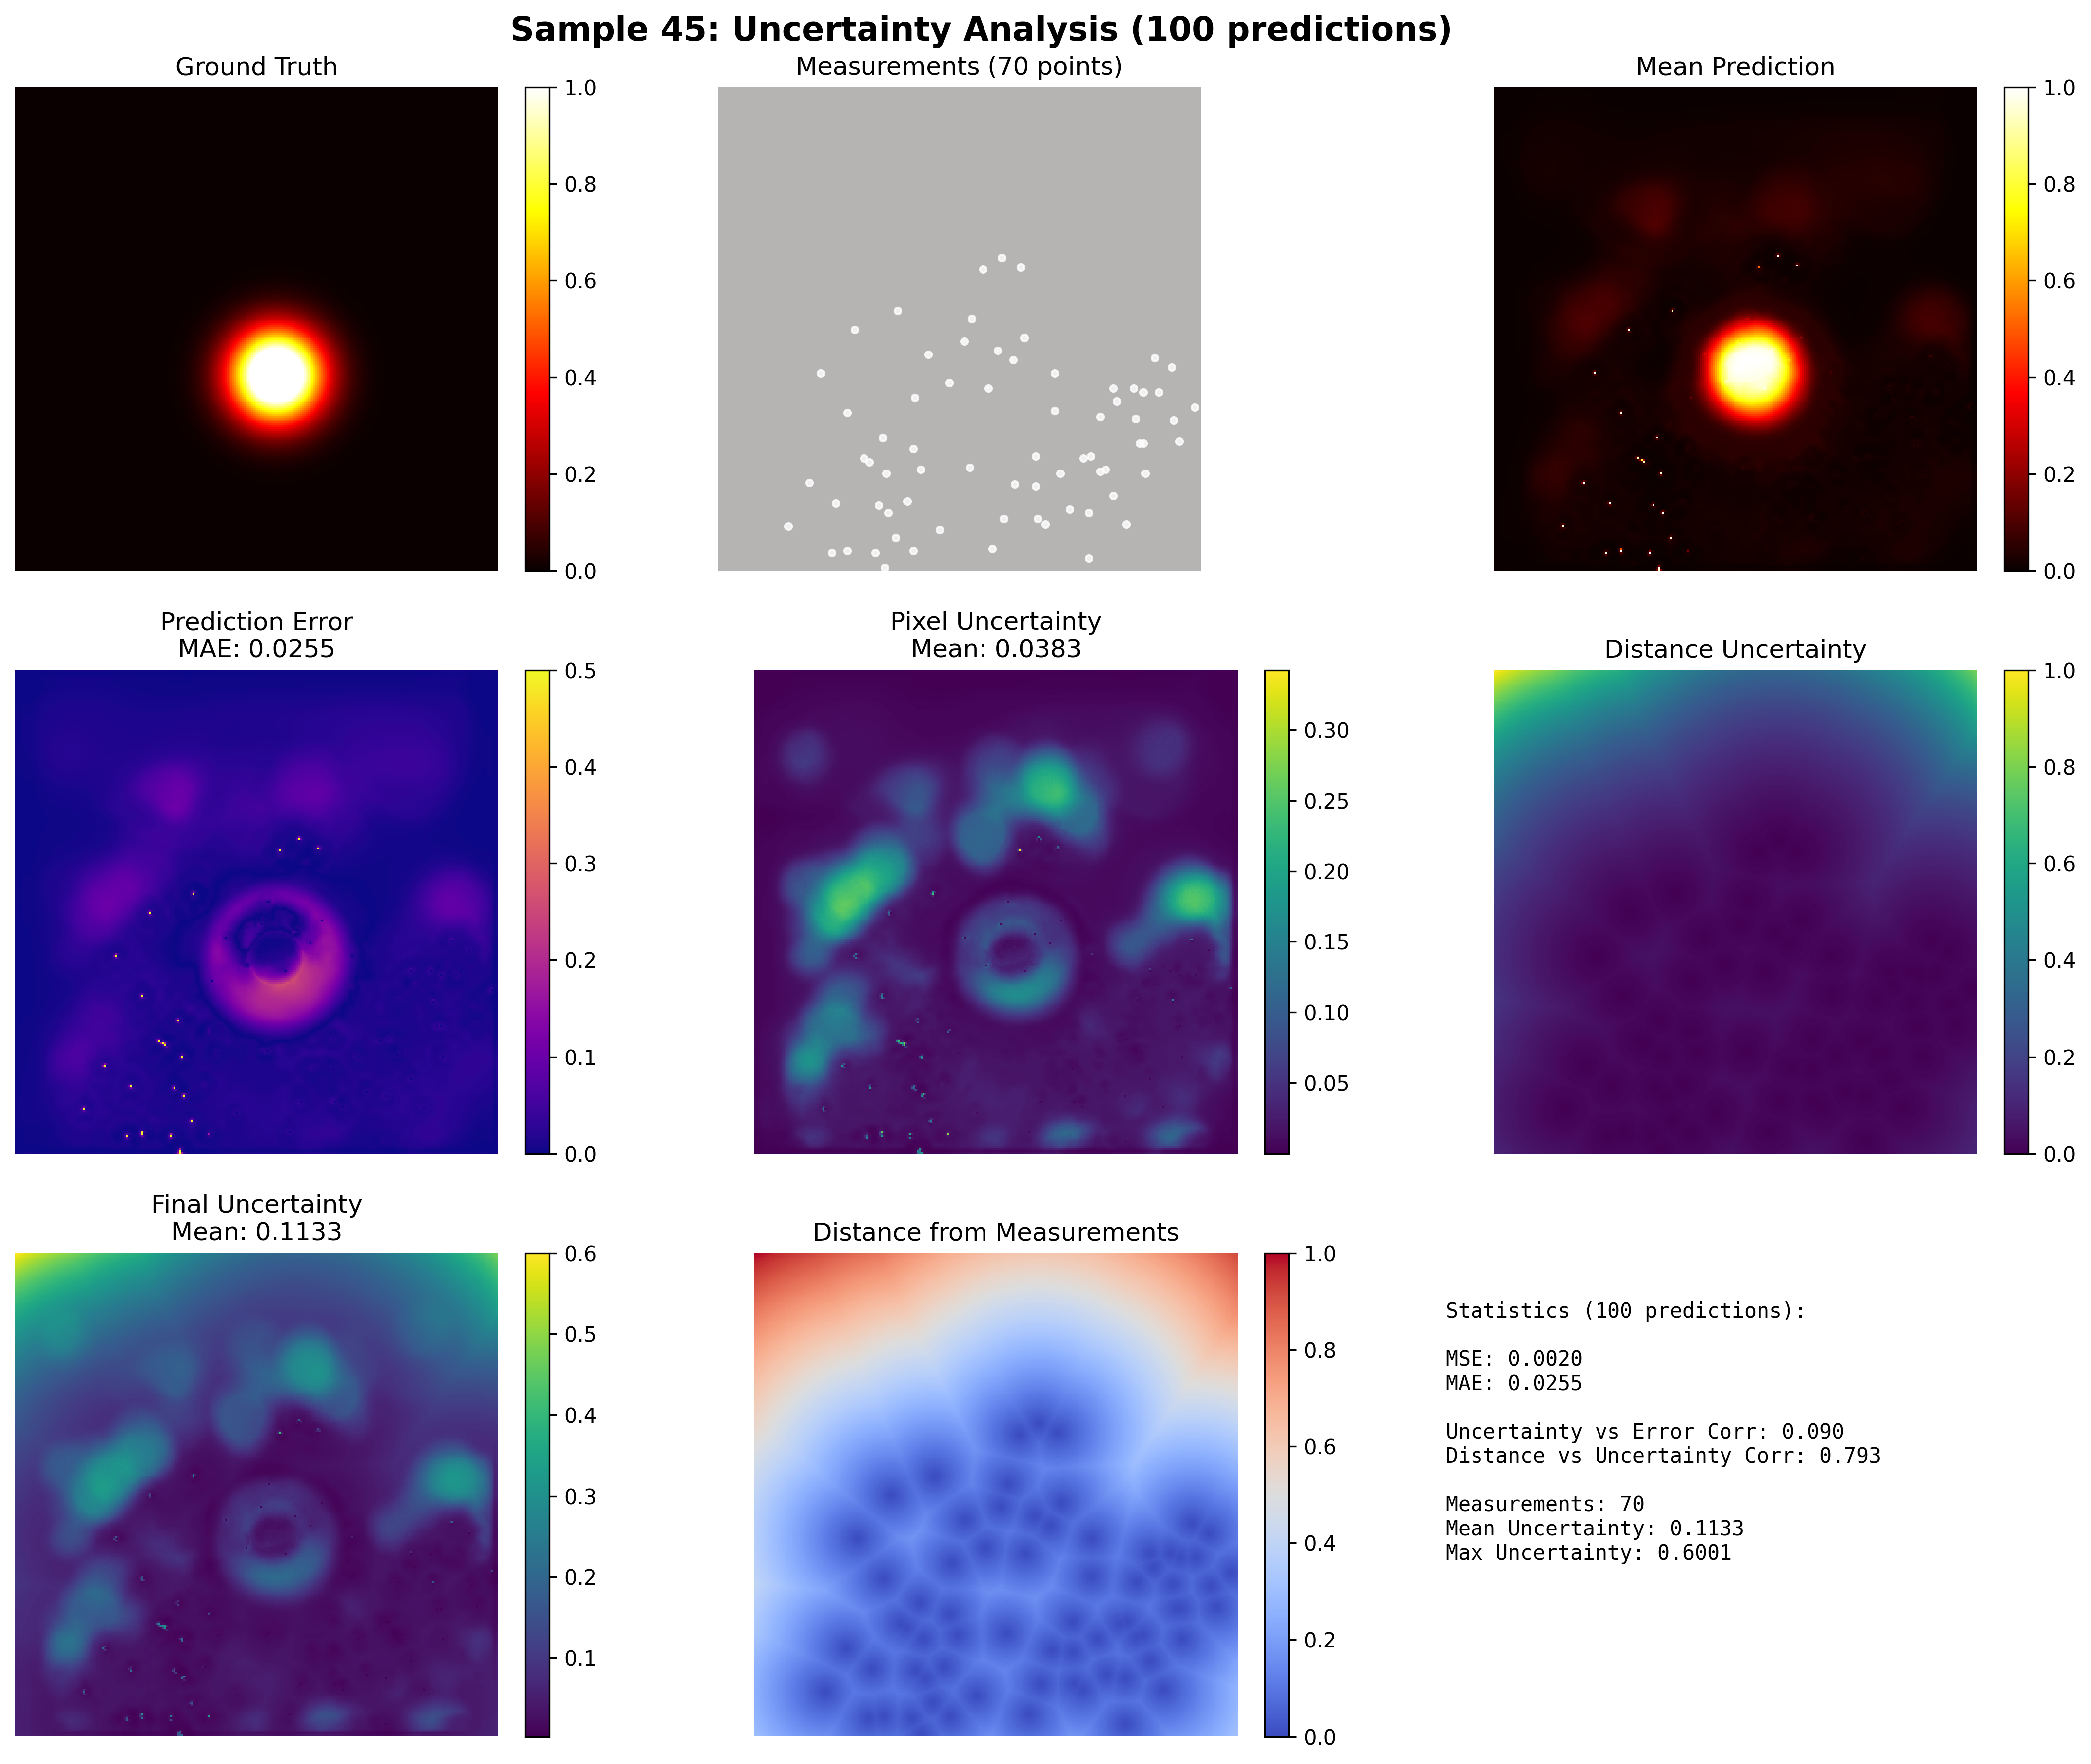 Sample 45: Uncertainty Analysis (100 predictions)
Ground Truth
1.0
0.8
0.6
0.4
0.2
0.0
Measurements (70 points)
Mean Prediction
1.0
0.8
0.6
0.4
0.2
0.0
Prediction Error
MAE: 0.0255
0.5
0.4
0.3
0.2
0.1
0.0
Pixel Uncertainty
Mean: 0.0383
0.30
0.25
0.20
0.15
0.10
0.05
Distance Uncertainty
1.0
0.8
0.6
0.4
0.2
0.0
Final Uncertainty
Mean: 0.1133
0.6
0.5
0.4
0.3
0.2
0.1
Distance from Measurements
1.0
0.8
0.6
0.4
0.2
0.0
Statistics (100 predictions):
MSE: 0.0020
MAE: 0.0255
Uncertainty vs Error Corr: 0.090
Distance vs Uncertainty Corr: 0.793
Measurements: 70
Mean Uncertainty: 0.1133
Max Uncertainty: 0.6001